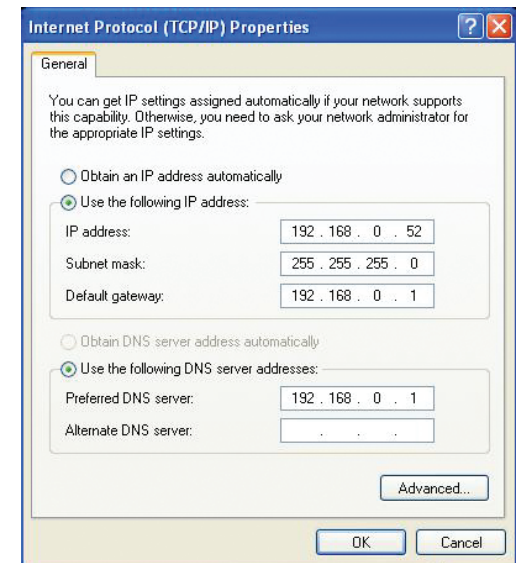 Internet Protocol (TCP/IP) Properties
General
You can get IP settings assigned automatically if your network supports
this capability. Otherwise, you need to ask your network administrator for
the appropriate IP settings.
Obtain an IP address automatically
Use the following IP address:
IP address: 192 . 168 . 0 . 52
Subnet mask: 255 . 255 . 255 . 0
Default gateway: 192 . 168 . 0 . 1
Obtain DNS server address automatically
Use the following DNS server addresses:
Preferred DNS server: 192 . 168 . 0 . 1
Alternate DNS server: . . .
Advanced...
OK Cancel